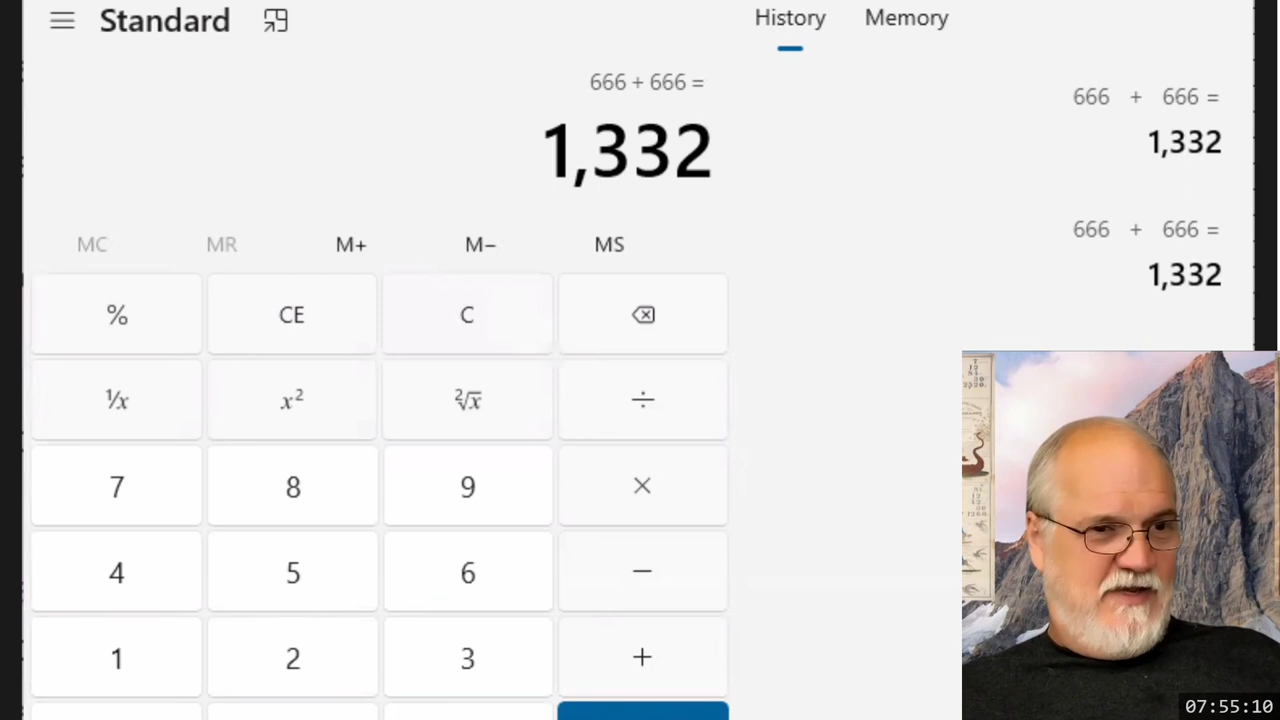 Standard
History Memory
666 + 666 =
1,332
666 + 666 =
1,332
666 + 666 =
1,332
MC MR M+ M− MS
% CE C
⅟x x² ²√x ÷
7 8 9 ×
4 5 6 −
1 2 3 +
07:55:10